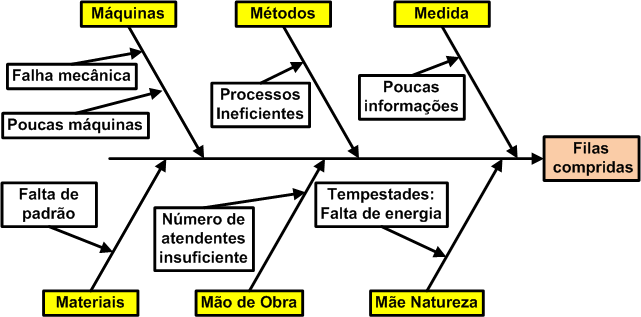 Máquinas
Métodos
Medida
Falha mecânica
Poucas máquinas
Processos
Ineficientes
Poucas
informações
Filas
compridas
Falta de
padrão
Número de
atendentes
insuficiente
Tempestades:
Falta de energia
Materiais
Mão de Obra
Mãe Natureza